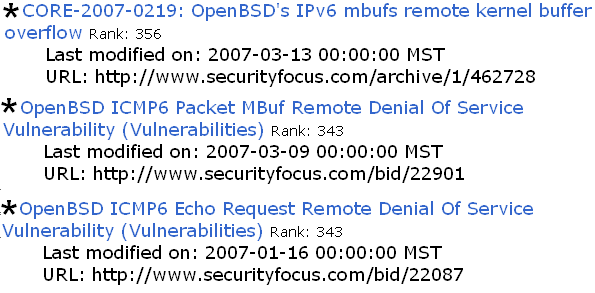 *CORE-2007-0219: OpenBSD's IPv6 mbufs remote kernel buffer
overflow Rank: 356
Last modified on: 2007-03-13 00:00:00 MST
URL: http://www.securityfocus.com/archive/1/462728
*OpenBSD ICMP6 Packet MBuf Remote Denial Of Service
Vulnerability (Vulnerabilities) Rank: 343
Last modified on: 2007-03-09 00:00:00 MST
URL: http://www.securityfocus.com/bid/22901
*OpenBSD ICMP6 Echo Request Remote Denial Of Service
Vulnerability (Vulnerabilities) Rank: 343
Last modified on: 2007-01-16 00:00:00 MST
URL: http://www.securityfocus.com/bid/22087